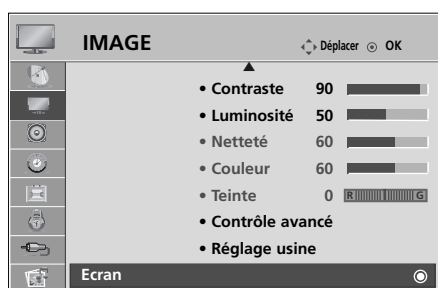 IMAGE Déplacer OK
• Contraste 90
• Luminosité 50
• Netteté 60
• Couleur 60
• Teinte 0 R G
• Contrôle avancé
• Réglage usine
Ecran